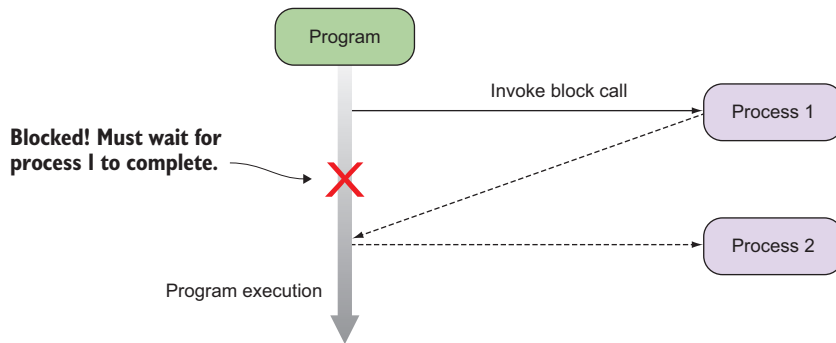 Program
Invoke block call
Process 1
Blocked! Must wait for
process 1 to complete.
Process 2
Program execution